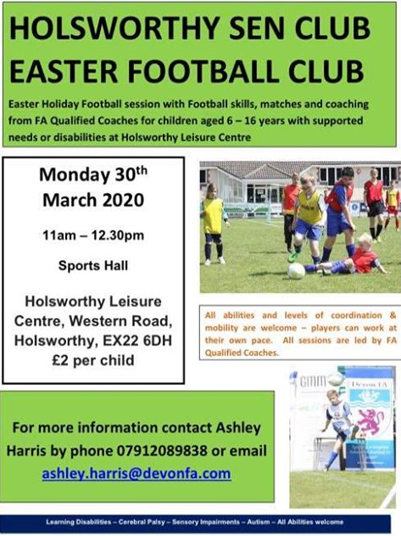 HOLSWORTHY SEN CLUB
EASTER FOOTBALL CLUB
Easter Holiday Football session with Football skills, matches and coaching
from FA Qualified Coaches for children aged 6 – 16 years with supported
needs or disabilities at Holsworthy Leisure Centre
Monday 30th
March 2020
11am – 12.30pm
Sports Hall
Holsworthy Leisure
Centre, Western Road,
Holsworthy, EX22 6DH
£2 per child
All abilities and levels of coordination &
mobility are welcome – players can work at
their own pace. All sessions are led by FA
Qualified Coaches.
GMM
Devon FA
For more information contact Ashley
Harris by phone 07912089838 or email
ashley.harris@devonfa.com
Learning Disabilities – Cerebral Palsy – Sensory Impairments – Autism – All Abilities welcome